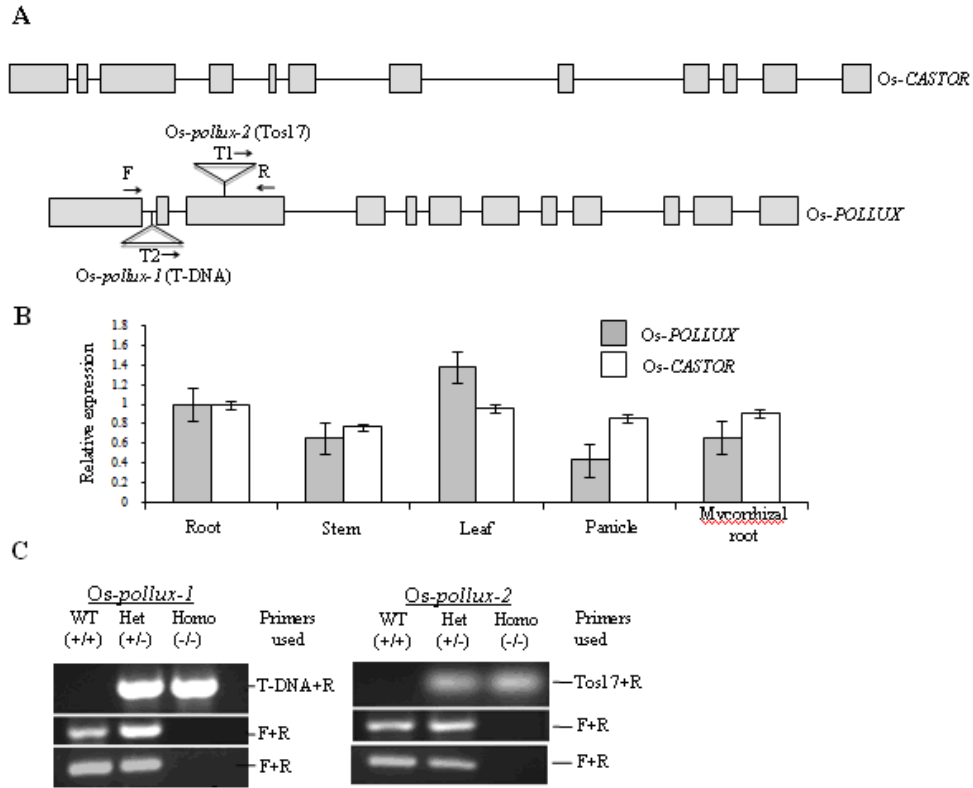 A
Os-CASTOR
Os-pollux-2 (Tos17)
T1
F
R
Os-POLLUX
T2
Os-pollux-1 (T-DNA)
B
1.8
1.6
1.4
1.2
1
0.8
0.6
0.4
0.2
0
Relative expression
Os-POLLUX
Os-CASTOR
Root
Stem
Leaf
Panicle
Mycorrhizal
root
C
Os-pollux-1
WT Het Homo Primers
(+/+) (+/-) (-/-) used
T-DNA+R
F+R
F+R
Os-pollux-2
WT Het Homo Primers
(+/+) (+/-) (-/-) used
Tos17+R
F+R
F+R